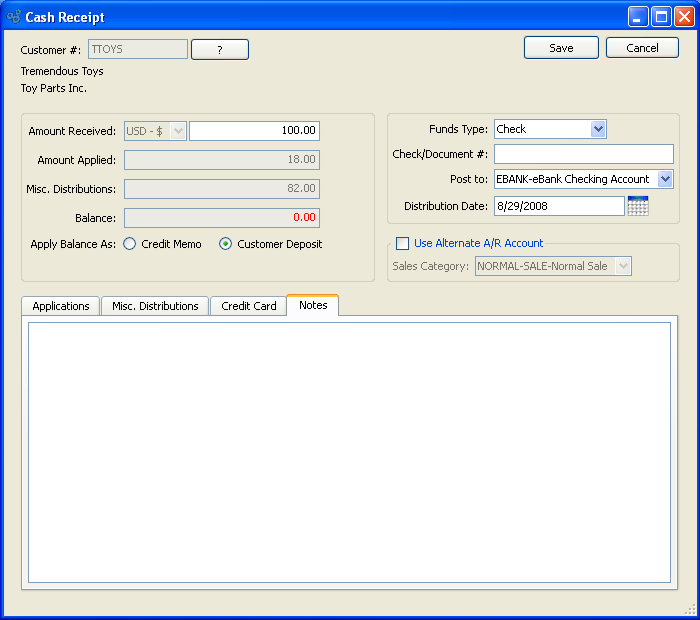 Cash Receipt
Customer #: TTOYS ? Save Cancel
Tremendous Toys
Toy Parts Inc.
Amount Received: USD - $ 100.00
Amount Applied: 18.00
Misc. Distributions: 82.00
Balance: 0.00
Apply Balance As: Credit Memo Customer Deposit
Funds Type: Check
Check/Document #:
Post to: EBANK-eBank Checking Account
Distribution Date: 8/29/2008
Use Alternate A/R Account
Sales Category: NORMAL-SALE-Normal Sale
Applications Misc. Distributions Credit Card Notes